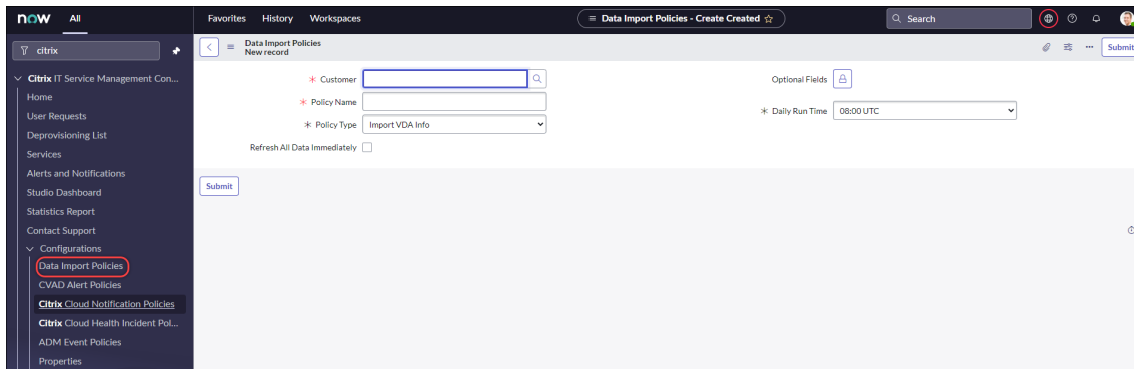 now All Favorites History Workspaces Data Import Policies - Create Created Search
citrix
Data Import Policies
New record
Submit
Citrix IT Service Management Con...
Home
User Requests
Deprovisioning List
Services
Alerts and Notifications
Studio Dashboard
Statistics Report
Contact Support
Configurations
Data Import Policies
CVAD Alert Policies
Citrix Cloud Notification Policies
Citrix Cloud Health Incident Pol...
ADM Event Policies
Properties
Customer
Optional Fields
Policy Name
Daily Run Time 08:00 UTC
Policy Type Import VDA Info
Refresh All Data Immediately
Submit